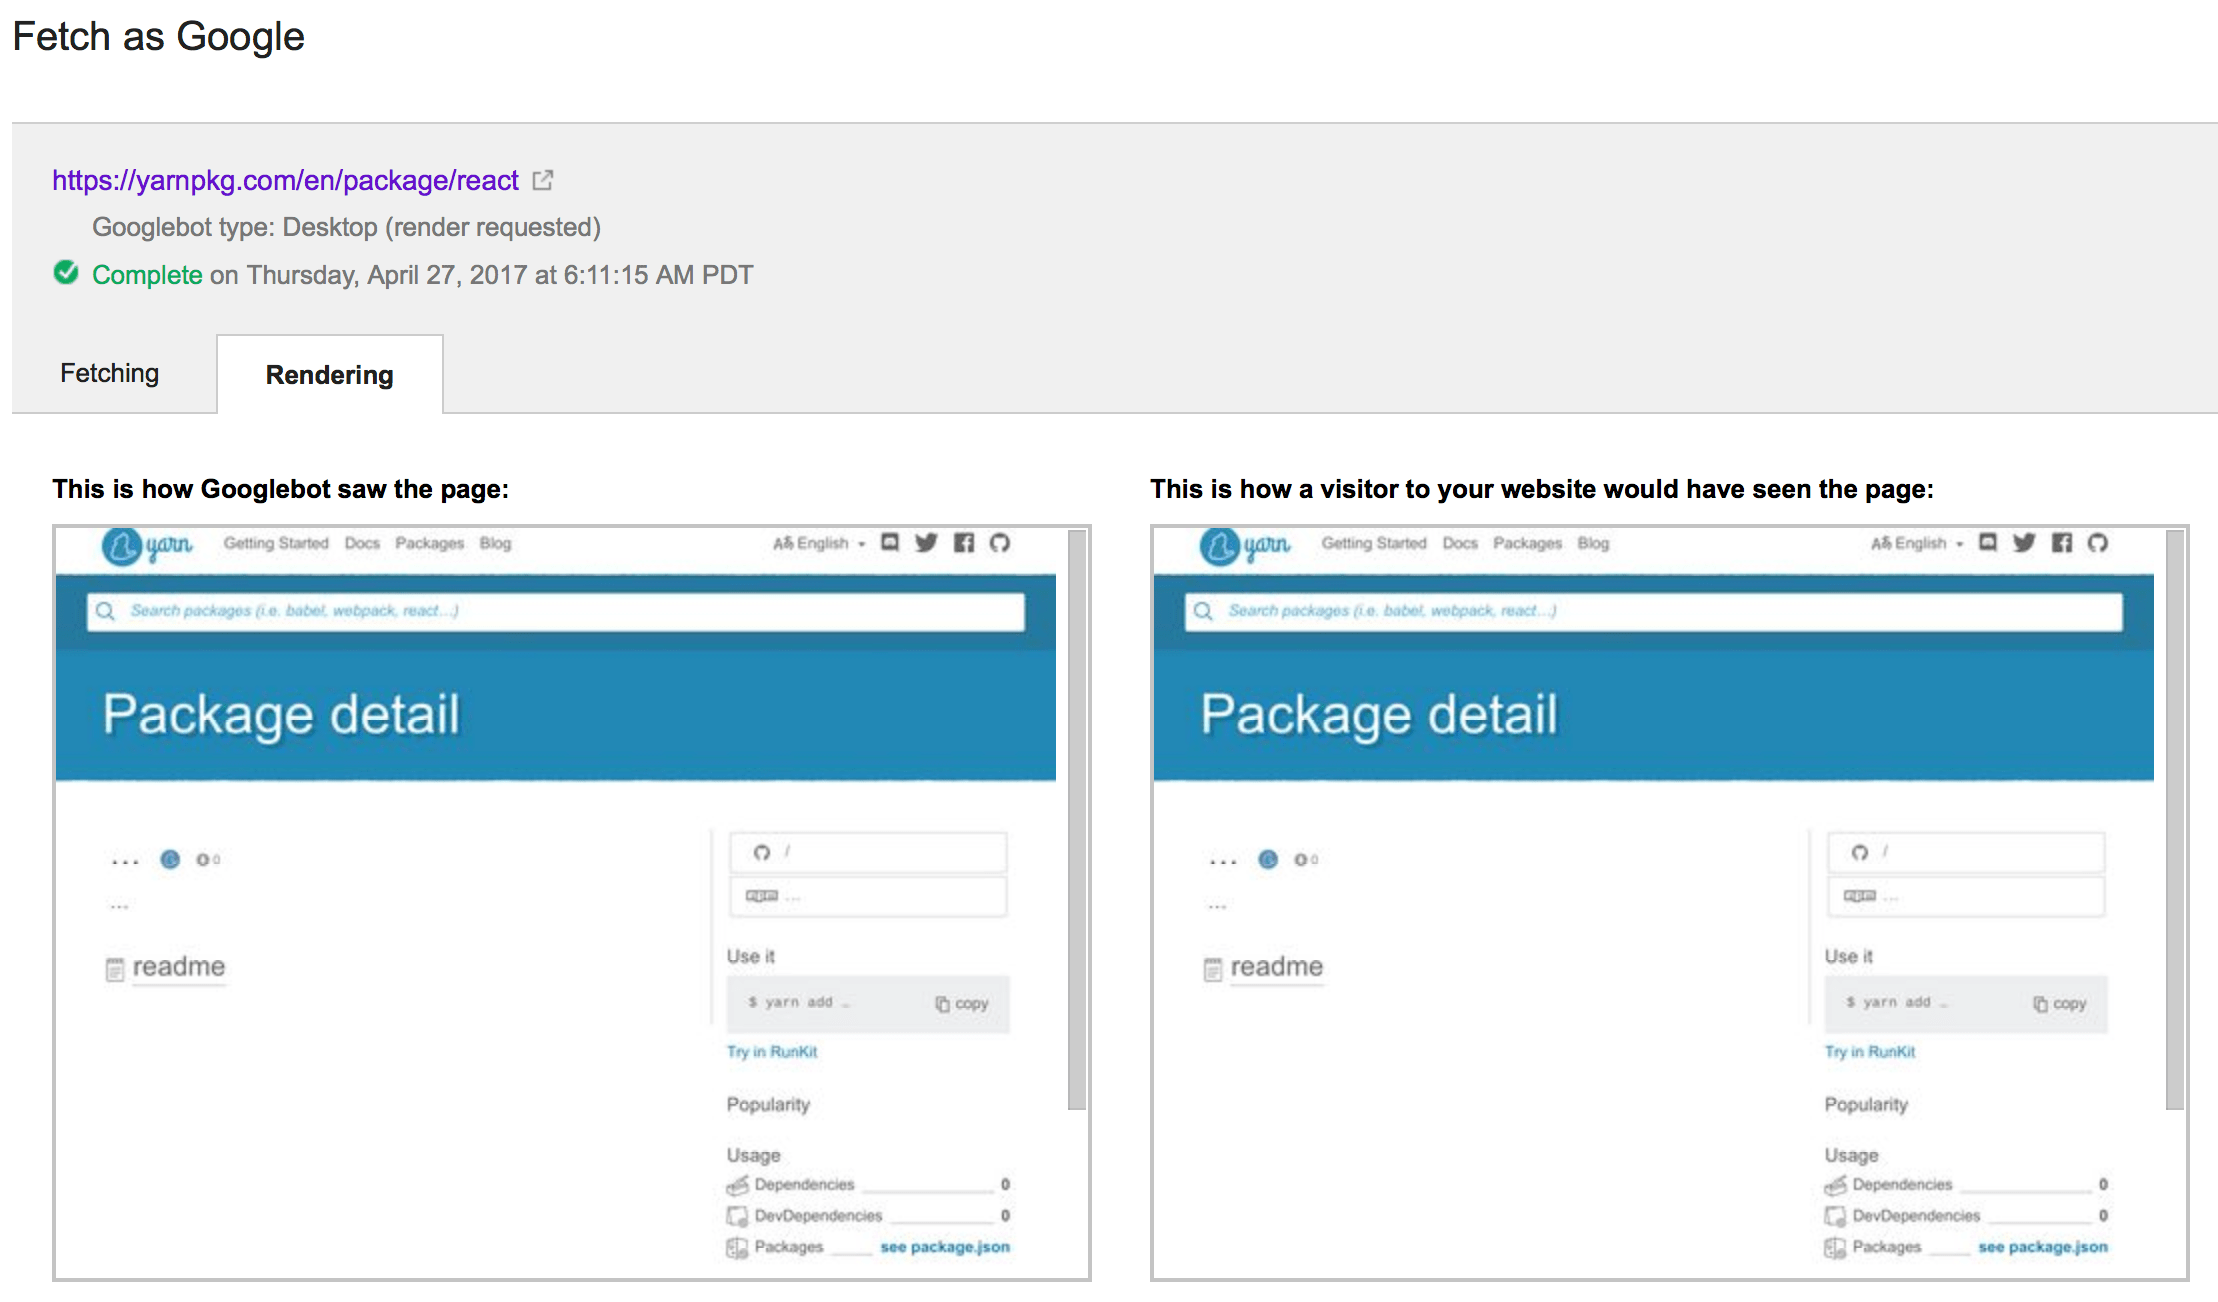 Fetch as Google
https://yarnpkg.com/en/package/react
Googlebot type: Desktop (render requested)
Complete on Thursday, April 27, 2017 at 6:11:15 AM PDT
Fetching Rendering
This is how Googlebot saw the page:
yarn Getting Started Docs Packages Blog English
Search packages (i.e. babel, webpack, react...)
Package detail
... 0
...
readme
/
npm ...
Use it
$ yarn add … copy
Try in RunKit
Popularity
Usage
Dependencies 0
DevDependencies 0
Packages see package.json
This is how a visitor to your website would have seen the page:
yarn Getting Started Docs Packages Blog English
Search packages (i.e. babel, webpack, react...)
Package detail
... 0
...
readme
/
npm ...
Use it
$ yarn add … copy
Try in RunKit
Popularity
Usage
Dependencies 0
DevDependencies 0
Packages see package.json